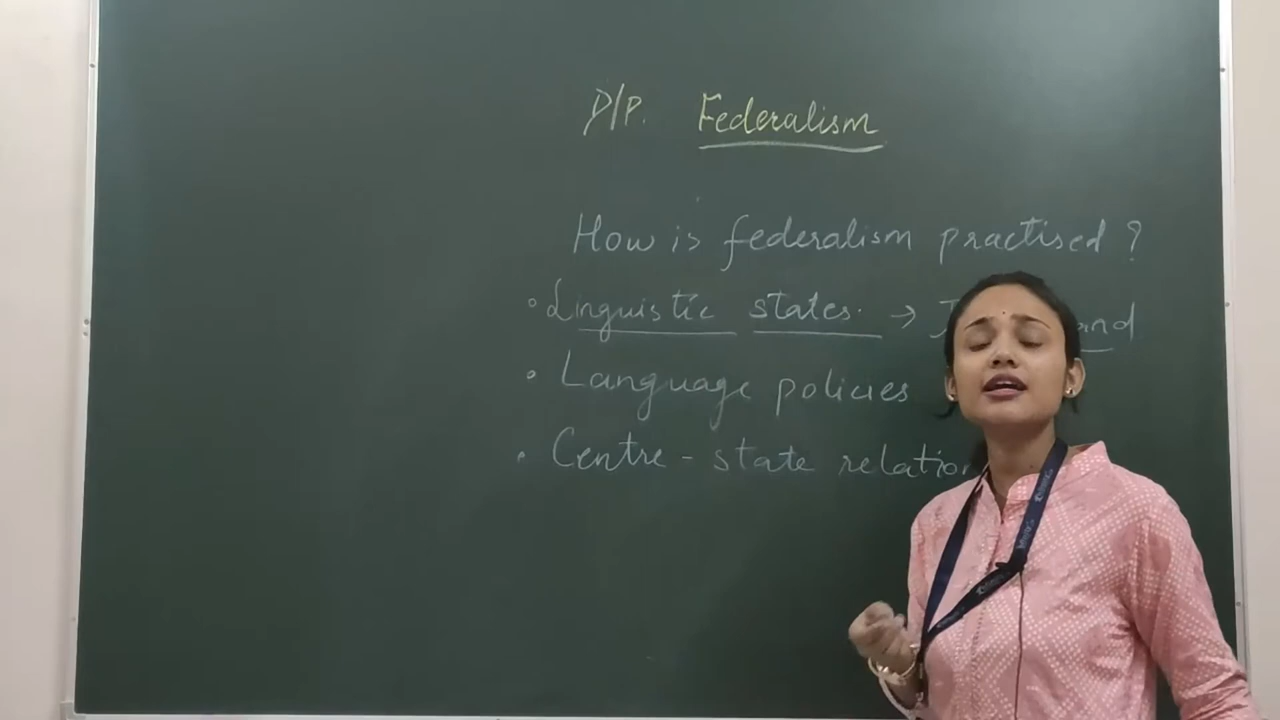 D/P. Federalism
How is federalism practised?
• Linguistic states. →
• Language policies
• Centre - state